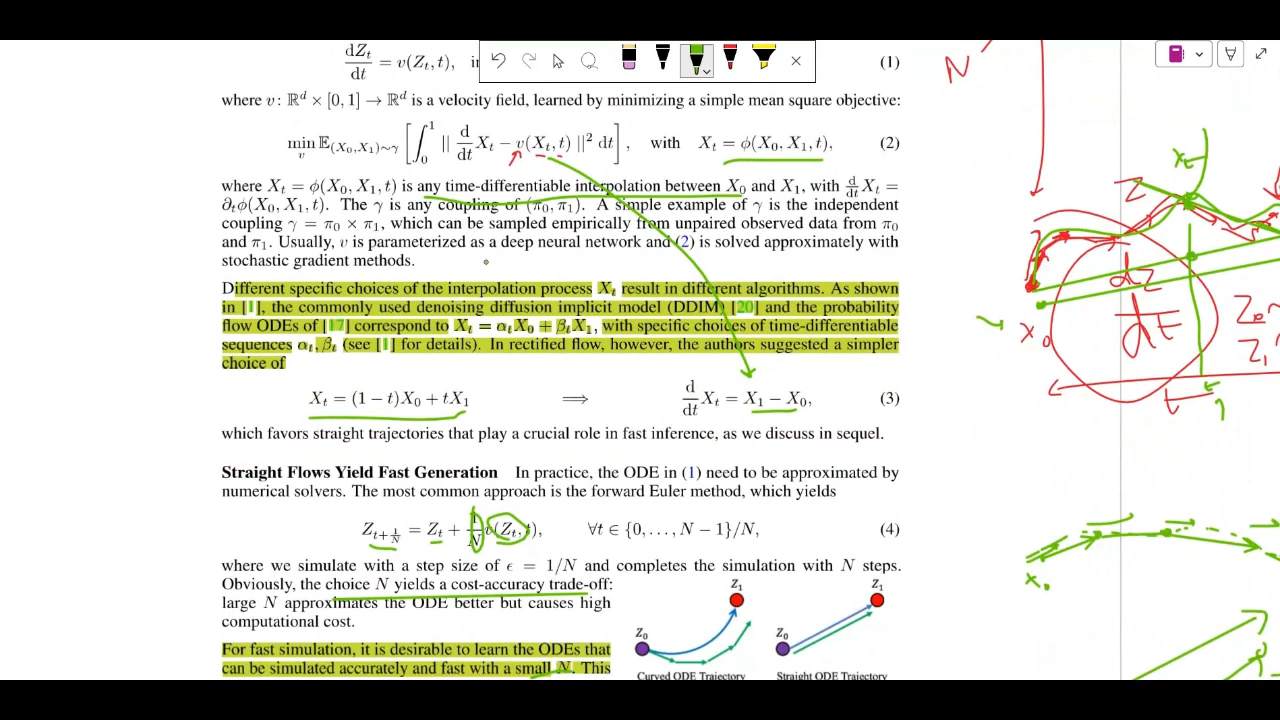 dZ_t/dt = v(Z_t, t), (1)
where v: ℝ^d × [0, 1] → ℝ^d is a velocity field, learned by minimizing a simple mean square objective:
min_v 𝔼_{(X_0,X_1)∼γ} [ ∫_0^1 || d/dt X_t − v(X_t, t) ||² dt ], with X_t = ϕ(X_0, X_1, t), (2)
where X_t = ϕ(X_0, X_1, t) is any time-differentiable interpolation between X_0 and X_1, with d/dt X_t =
∂_tϕ(X_0, X_1, t). The γ is any coupling of (π_0, π_1). A simple example of γ is the independent
coupling γ = π_0 × π_1, which can be sampled empirically from unpaired observed data from π_0
and π_1. Usually, v is parameterized as a deep neural network and (2) is solved approximately with
stochastic gradient methods.
Different specific choices of the interpolation process X_t result in different algorithms. As shown
in [1], the commonly used denoising diffusion implicit model (DDIM) [20] and the probability
flow ODEs of [17] correspond to X_t = α_tX_0 + β_tX_1, with specific choices of time-differentiable
sequences α_t, β_t (see [1] for details). In rectified flow, however, the authors suggested a simpler
choice of
X_t = (1 − t)X_0 + tX_1 ⟹ d/dt X_t = X_1 − X_0, (3)
which favors straight trajectories that play a crucial role in fast inference, as we discuss in sequel.
Straight Flows Yield Fast Generation In practice, the ODE in (1) need to be approximated by
numerical solvers. The most common approach is the forward Euler method, which yields
Z_{t+1/N} = Z_t + 1/N v(Z_t, t), ∀t ∈ {0, . . . , N − 1}/N, (4)
where we simulate with a step size of ϵ = 1/N and completes the simulation with N steps.
Obviously, the choice N yields a cost-accuracy trade-off:
large N approximates the ODE better but causes high
computational cost.
For fast simulation, it is desirable to learn the ODEs that
can be simulated accurately and fast with a small N. This
Z_1
Z_0
Curved ODE Trajectory
Z_1
Z_0
Straight ODE Trajectory
N
X_t
Z
dz
dt
X_0
Z_0~
Z_1
t
X_0